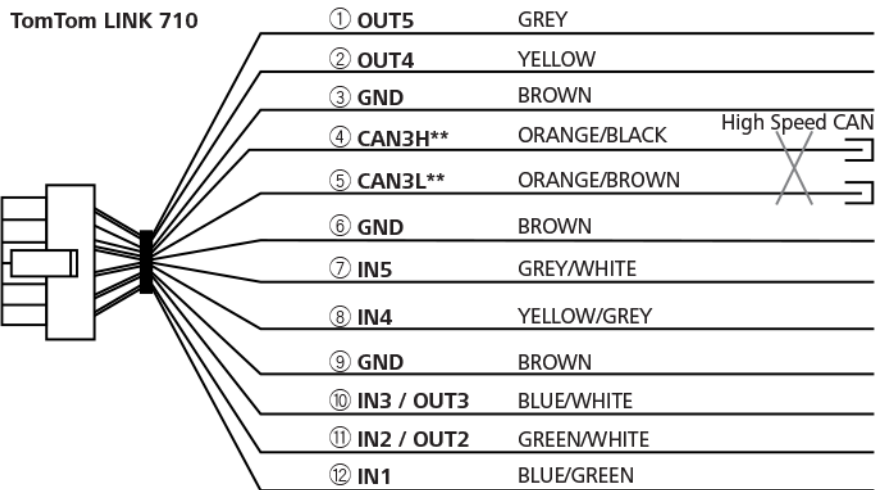 TomTom LINK 710
① OUT5 GREY
② OUT4 YELLOW
③ GND BROWN
High Speed CAN
④ CAN3H** ORANGE/BLACK
⑤ CAN3L** ORANGE/BROWN
⑥ GND BROWN
⑦ IN5 GREY/WHITE
⑧ IN4 YELLOW/GREY
⑨ GND BROWN
⑩ IN3 / OUT3 BLUE/WHITE
⑪ IN2 / OUT2 GREEN/WHITE
⑫ IN1 BLUE/GREEN